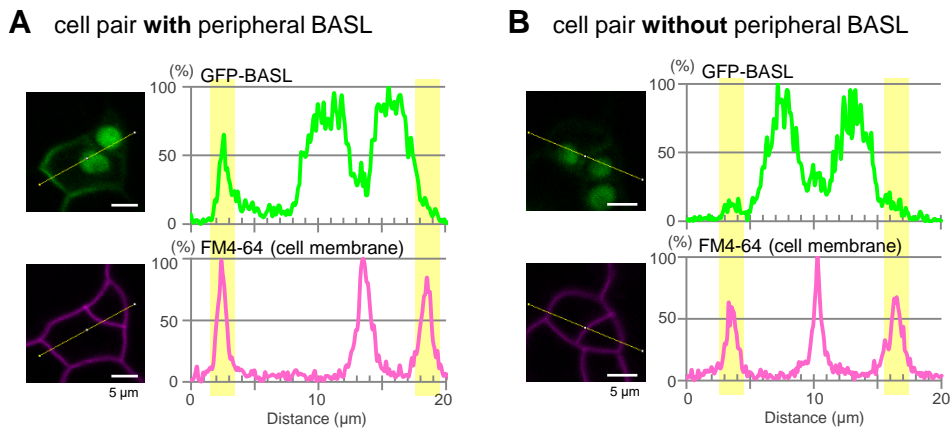 A cell pair with peripheral BASL
(%) GFP-BASL
100
50
0
(%) FM4-64 (cell membrane)
100
50
0
5 µm
0 10 20
Distance (µm)
B cell pair without peripheral BASL
(%) GFP-BASL
100
50
0
(%) FM4-64 (cell membrane)
100
50
0
5 µm
0 10 20
Distance (µm)